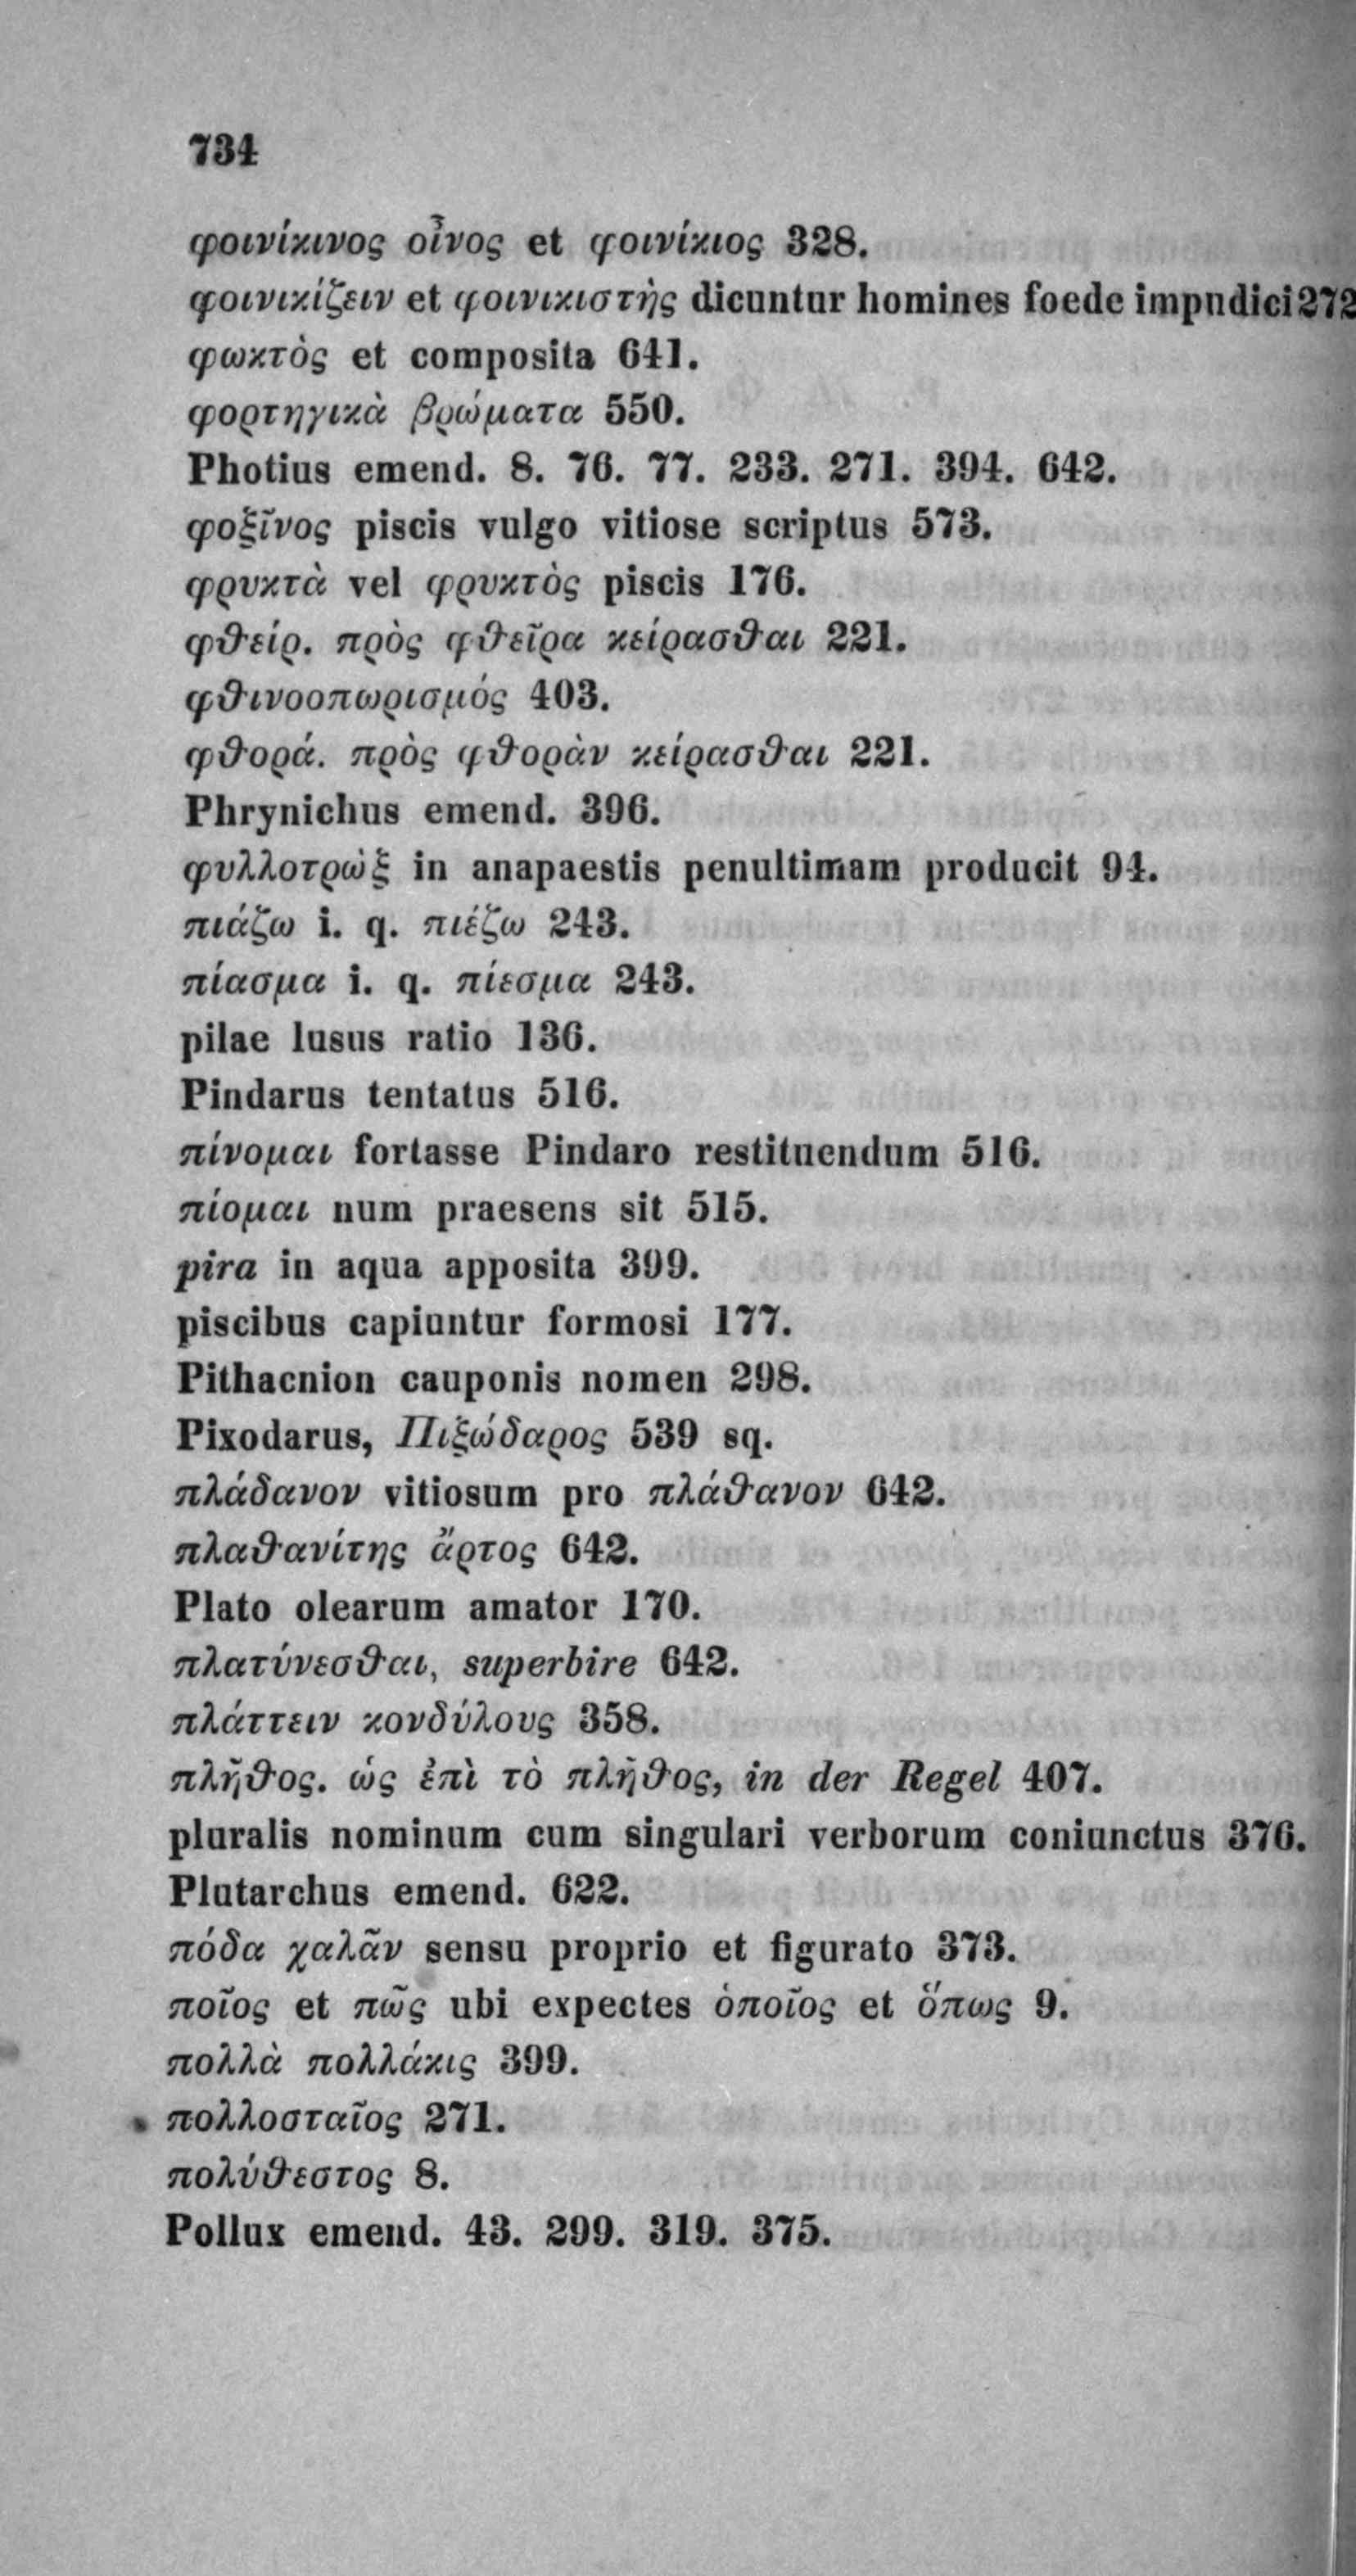 734
φοινίκινος οἶνος et φοινίκιος 328.
φοινικίζειν et φοινικιστὴς dicuntur homines foede impudici 272
φωκτὸς et composita 641.
φορτηγικὰ βρώματα 550.
Photius emend. 8. 76. 77. 233. 271. 394. 642.
φοξῖνος piscis vulgo vitiose scriptus 573.
φρυκτὰ vel φρυκτὸς piscis 176.
φθείρ. πρὸς φθεῖρα κείρασθαι 221.
φθινοοπωρισμός 403.
φθορά. πρὸς φθορὰν κείρασθαι 221.
Phrynichus emend. 396.
φυλλοτρὼξ in anapaestis penultimam producit 94.
πιάζω i. q. πιέζω 243.
πίασμα i. q. πίεσμα 243.
pilae lusus ratio 136.
Pindarus tentatus 516.
πίνομαι fortasse Pindaro restituendum 516.
πίομαι num praesens sit 515.
pira in aqua apposita 399.
piscibus capiuntur formosi 177.
Pithacnion cauponis nomen 298.
Pixodarus, Πιξώδαρος 539 sq.
πλάδανον vitiosum pro πλάθανον 642.
πλαθανίτης ἄρτος 642.
Plato olearum amator 170.
πλατύνεσθαι, superbire 642.
πλάττειν κονδύλους 358.
πλῆθος. ὡς ἐπὶ τὸ πλῆθος, in der Regel 407.
pluralis nominum cum singulari verborum coniunctus 376.
Plutarchus emend. 622.
πόδα χαλᾶν sensu proprio et figurato 373.
ποῖος et πῶς ubi expectes ὁποῖος et ὅπως 9.
πολλὰ πολλάκις 399.
πολλοσταῖος 271.
πολύθεστος 8.
Pollux emend. 43. 299. 319. 375.